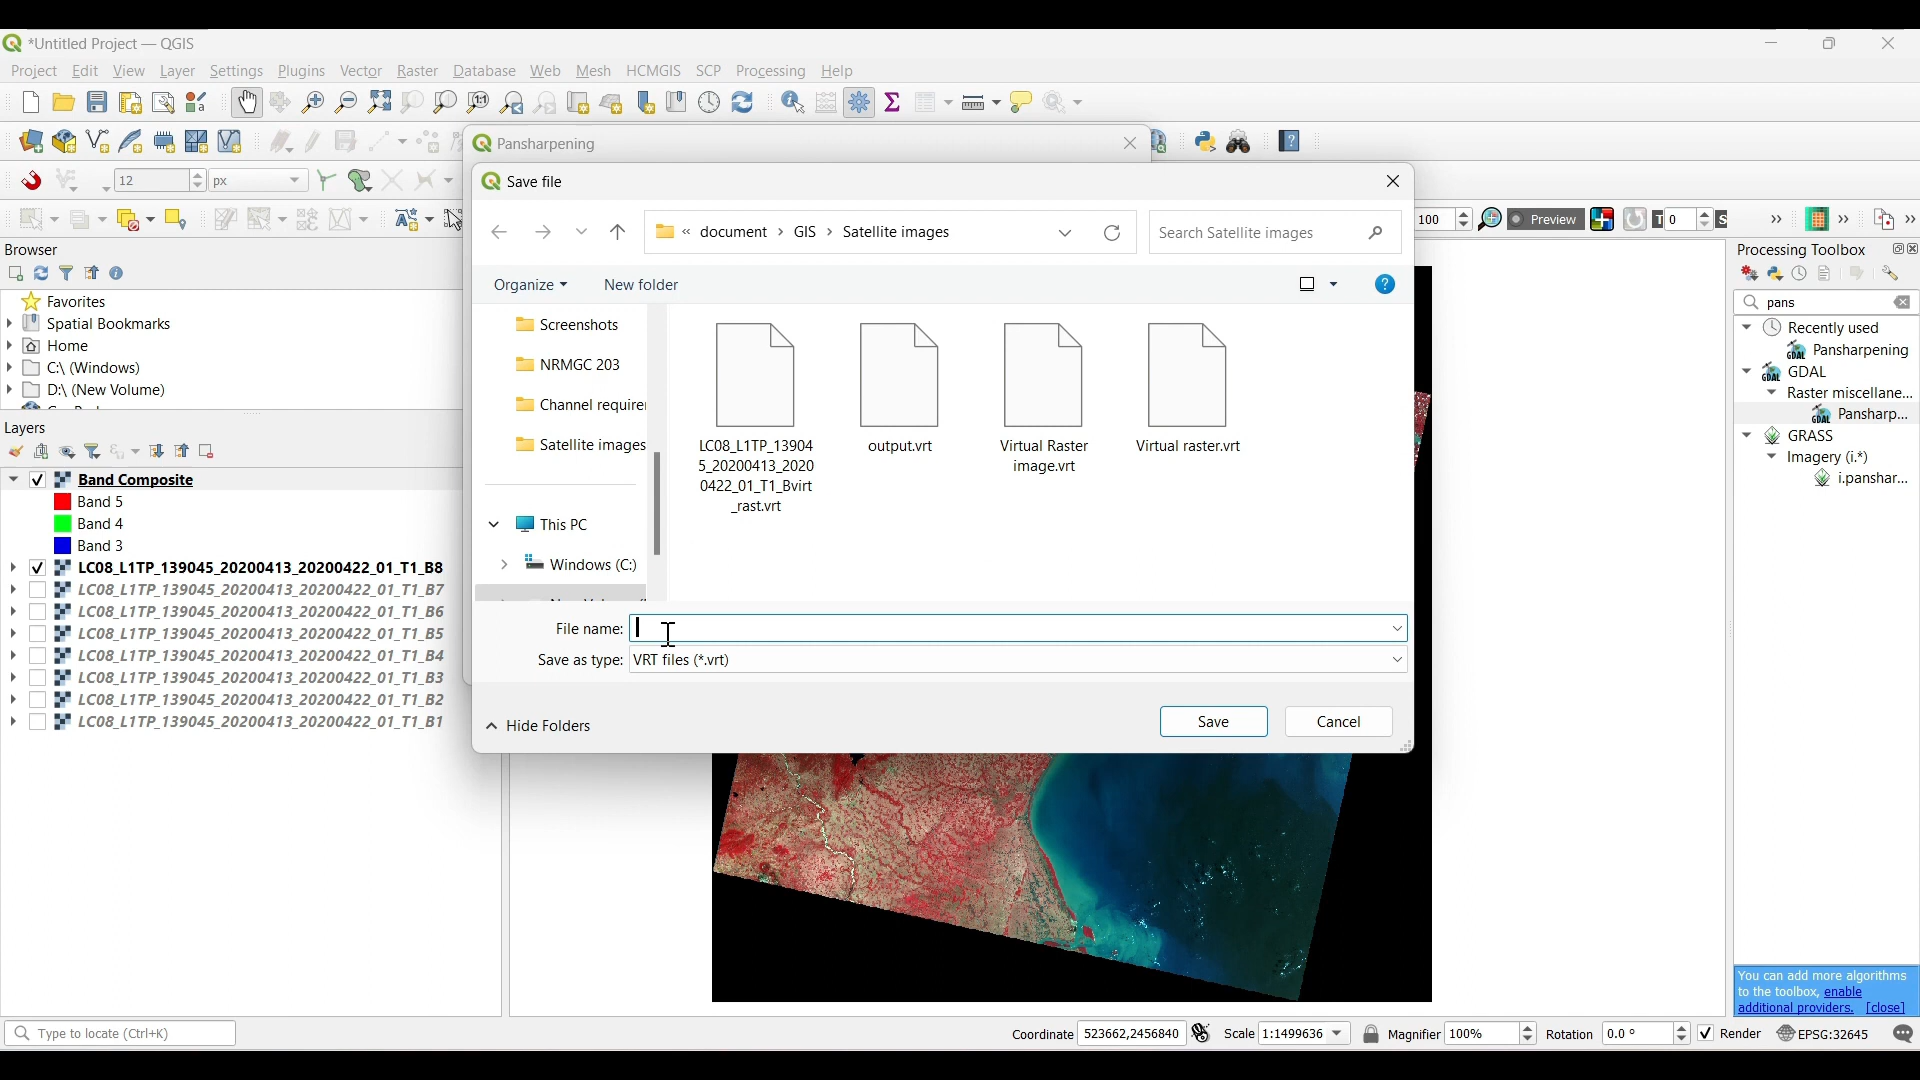 *Untitled Project — QGIS
Project Edit View Layer Settings Plugins Vector Raster Database Web Mesh HCMGIS SCP Processing Help
12 px
Pansharpening
Save file
« document › GIS › Satellite images
Search Satellite images
100 Preview T 0 S
Organize
New folder
Browser
Favorites
Spatial Bookmarks
Home
C:\ (Windows)
D:\ (New Volume)
Layers
Band Composite
Band 5
Band 4
Band 3
LC08_L1TP_139045_20200413_20200422_01_T1_B8
LC08_L1TP_139045_20200413_20200422_01_T1_B7
LC08_L1TP_139045_20200413_20200422_01_T1_B6
LC08_L1TP_139045_20200413_20200422_01_T1_B5
LC08_L1TP_139045_20200413_20200422_01_T1_B4
LC08_L1TP_139045_20200413_20200422_01_T1_B3
LC08_L1TP_139045_20200413_20200422_01_T1_B2
LC08_L1TP_139045_20200413_20200422_01_T1_B1
Screenshots
NRMGC 203
Channel require
Satellite images
This PC
Windows (C:)
LC08_L1TP_13904
5_20200413_2020
0422_01_T1_Bvirt
_rast.vrt
output.vrt
Virtual Raster
image.vrt
Virtual raster.vrt
File name:
Save as type: VRT files (*.vrt)
Hide Folders
Save
Cancel
Processing Toolbox
pans
Recently used
GDAL Pansharpening
GDAL
Raster miscellane...
GDAL Pansharp...
GRASS
Imagery (i.*)
i.panshar...
You can add more algorithms
to the toolbox, enable
additional providers. [close]
Type to locate (Ctrl+K)
Coordinate 523662,2456840 Scale 1:1499636 Magnifier 100% Rotation 0.0 ° Render EPSG:32645